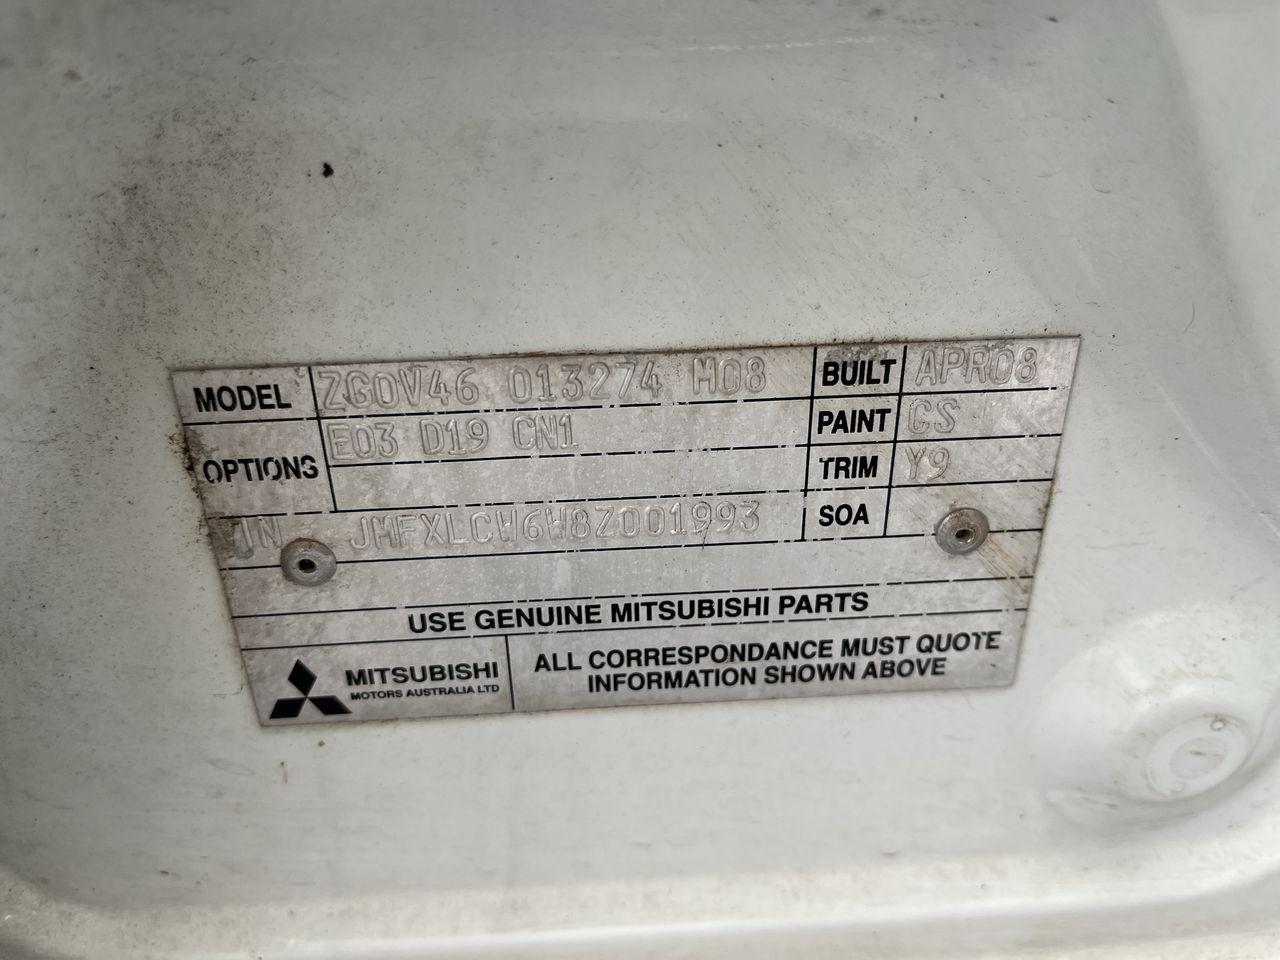 MODEL ZG0V46 013274 M08 BUILT APR08
OPTIONS E03 D19 CN1 PAINT CS
TRIM Y9
JMFXLCW6W8Z001993 SOA
USE GENUINE MITSUBISHI PARTS
MITSUBISHI
MOTORS AUSTRALIA LTD
ALL CORRESPONDANCE MUST QUOTE
INFORMATION SHOWN ABOVE